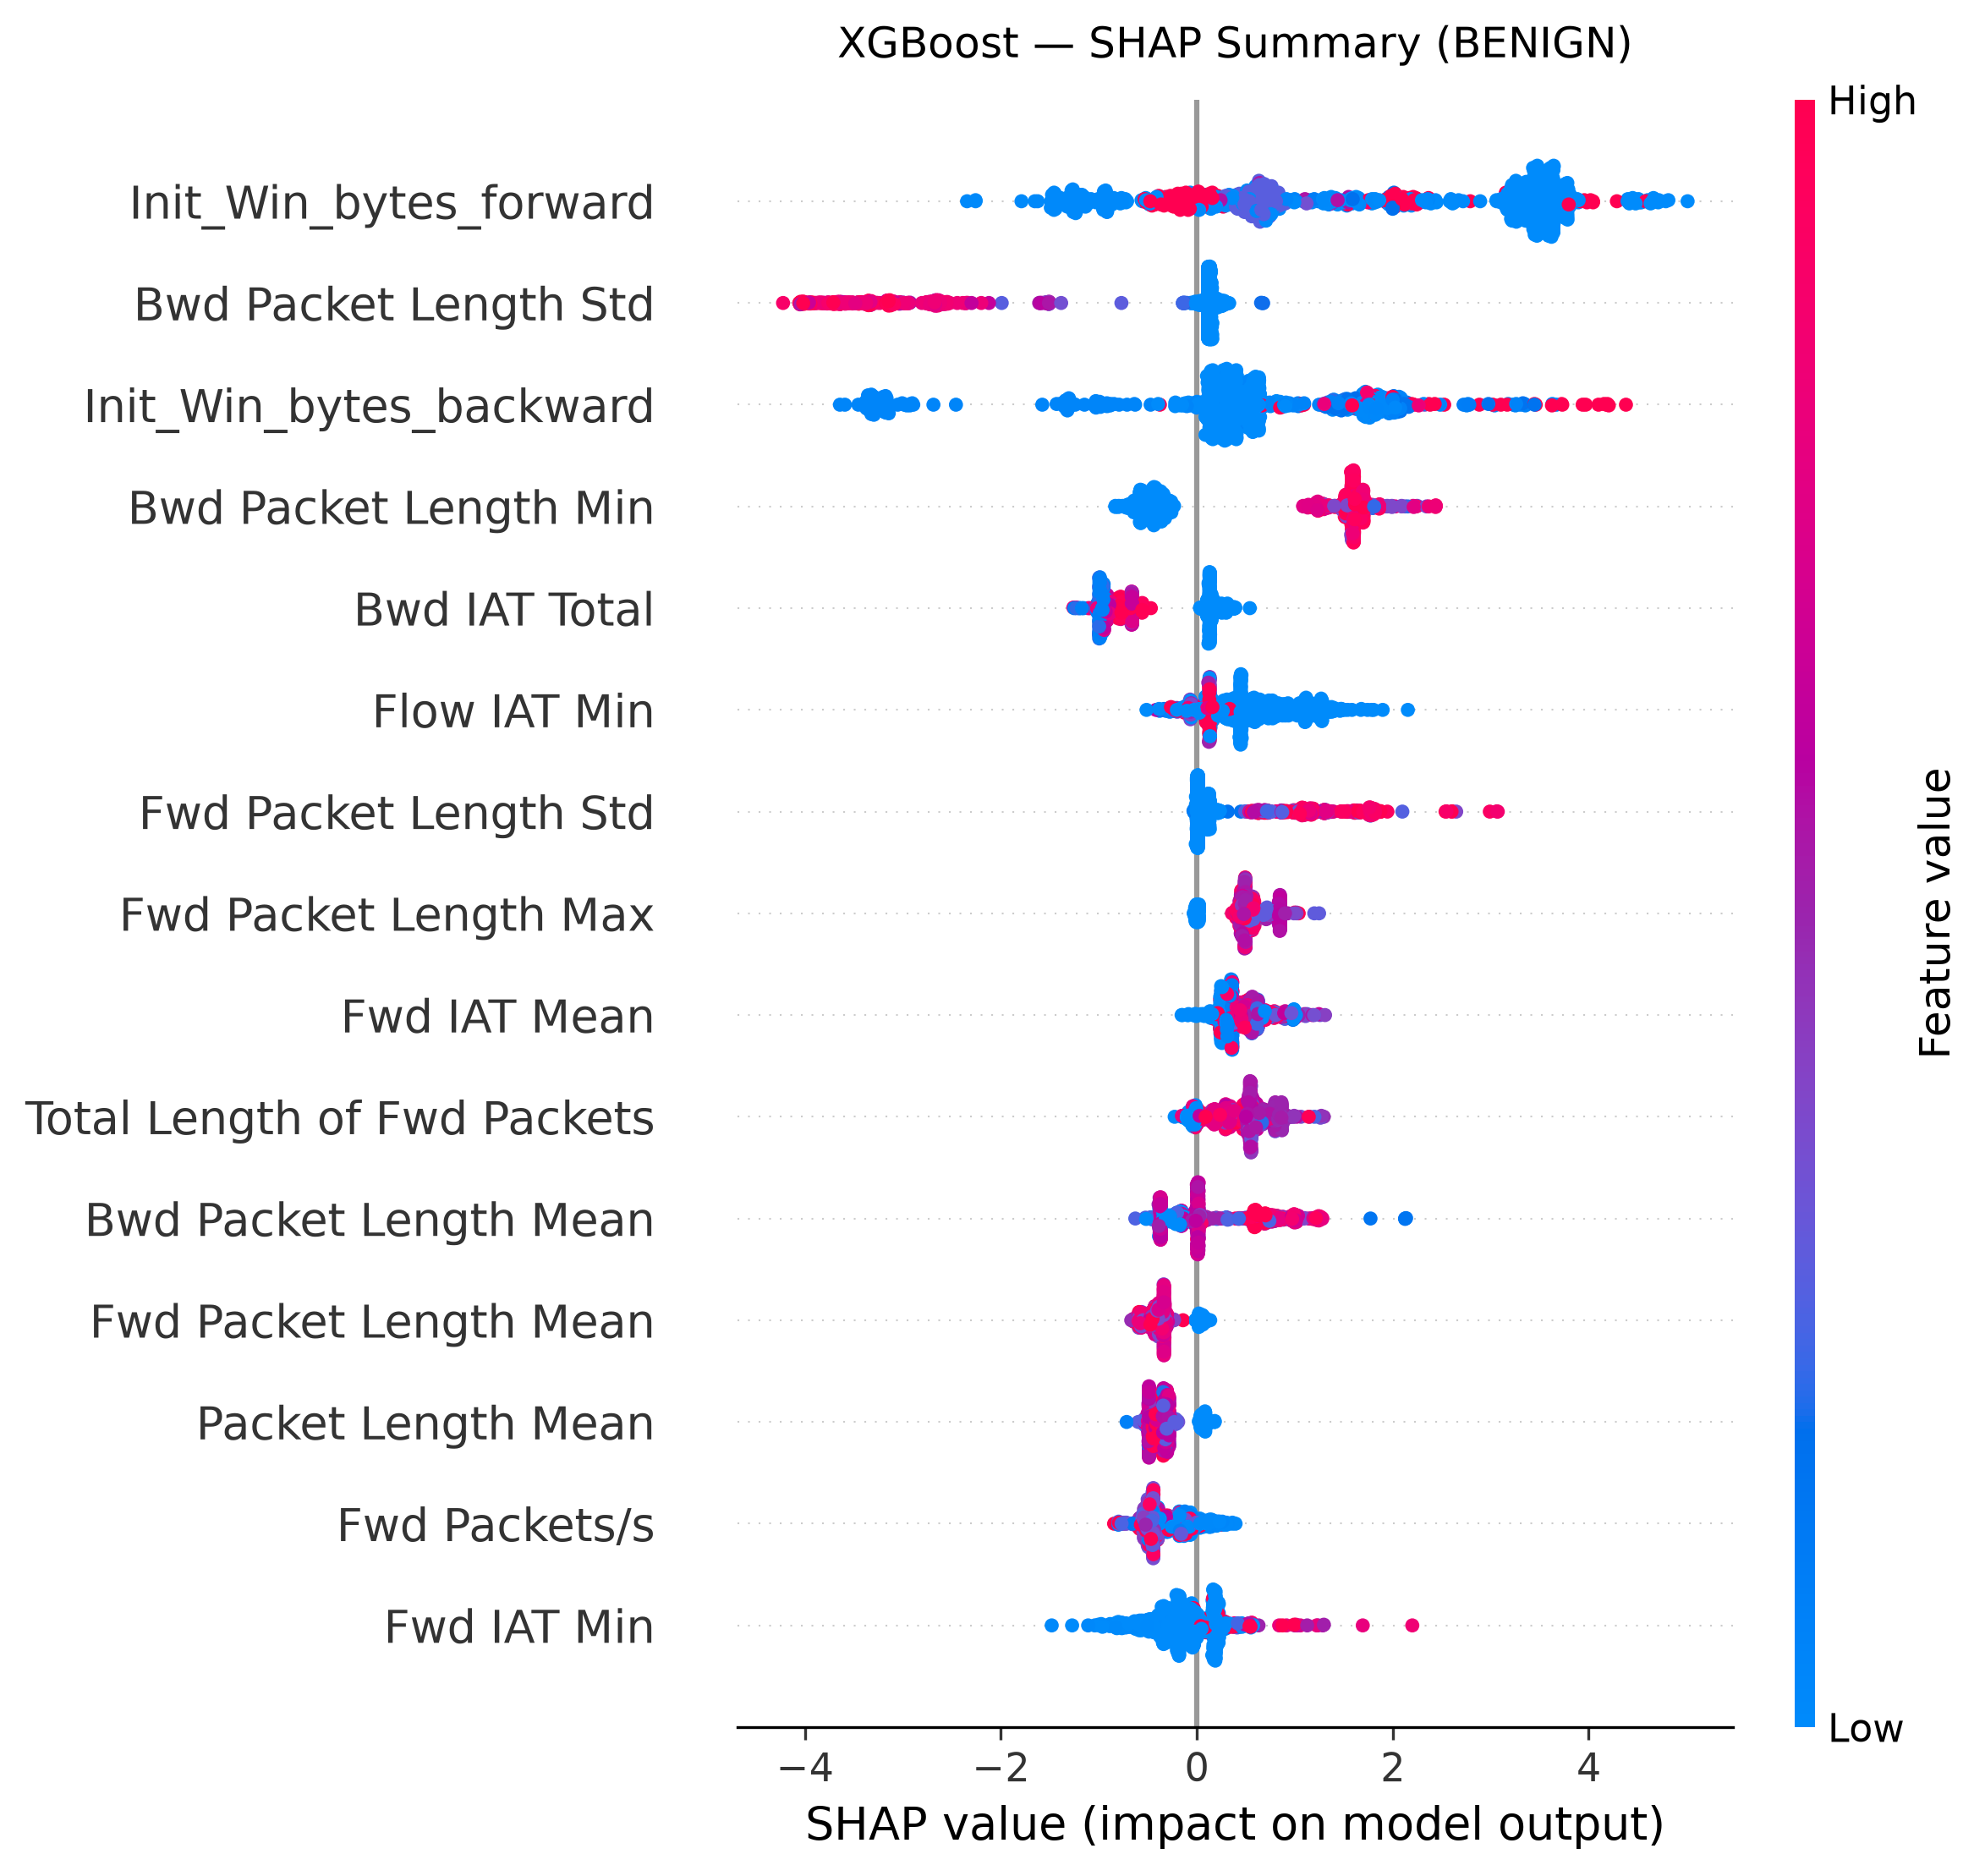 XGBoost — SHAP Summary (BENIGN)
High
Init_Win_bytes_forward
Bwd Packet Length Std
Init_Win_bytes_backward
Bwd Packet Length Min
Bwd IAT Total
Flow IAT Min
Fwd Packet Length Std
Fwd Packet Length Max
Fwd IAT Mean
Total Length of Fwd Packets
Bwd Packet Length Mean
Fwd Packet Length Mean
Packet Length Mean
Fwd Packets/s
Fwd IAT Min
Feature value
Low
−4 −2 0 2 4
SHAP value (impact on model output)